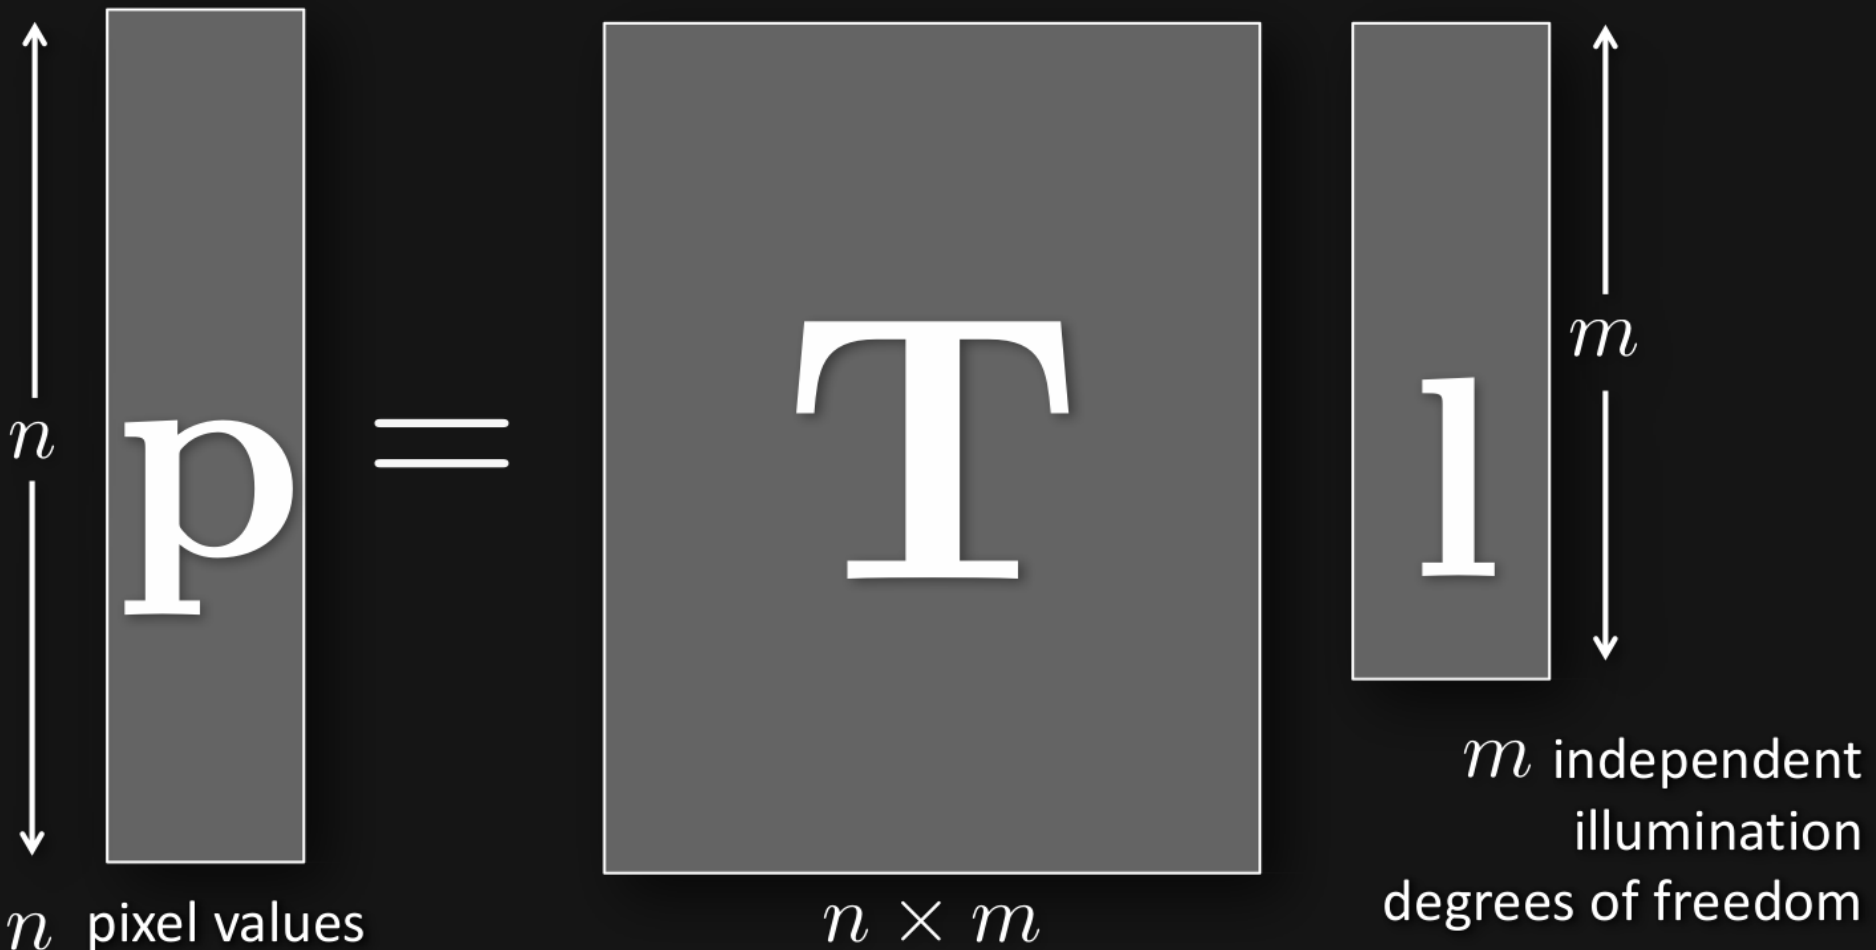 n
p = T l
m
n pixel values
n × m
m independent
illumination
degrees of freedom